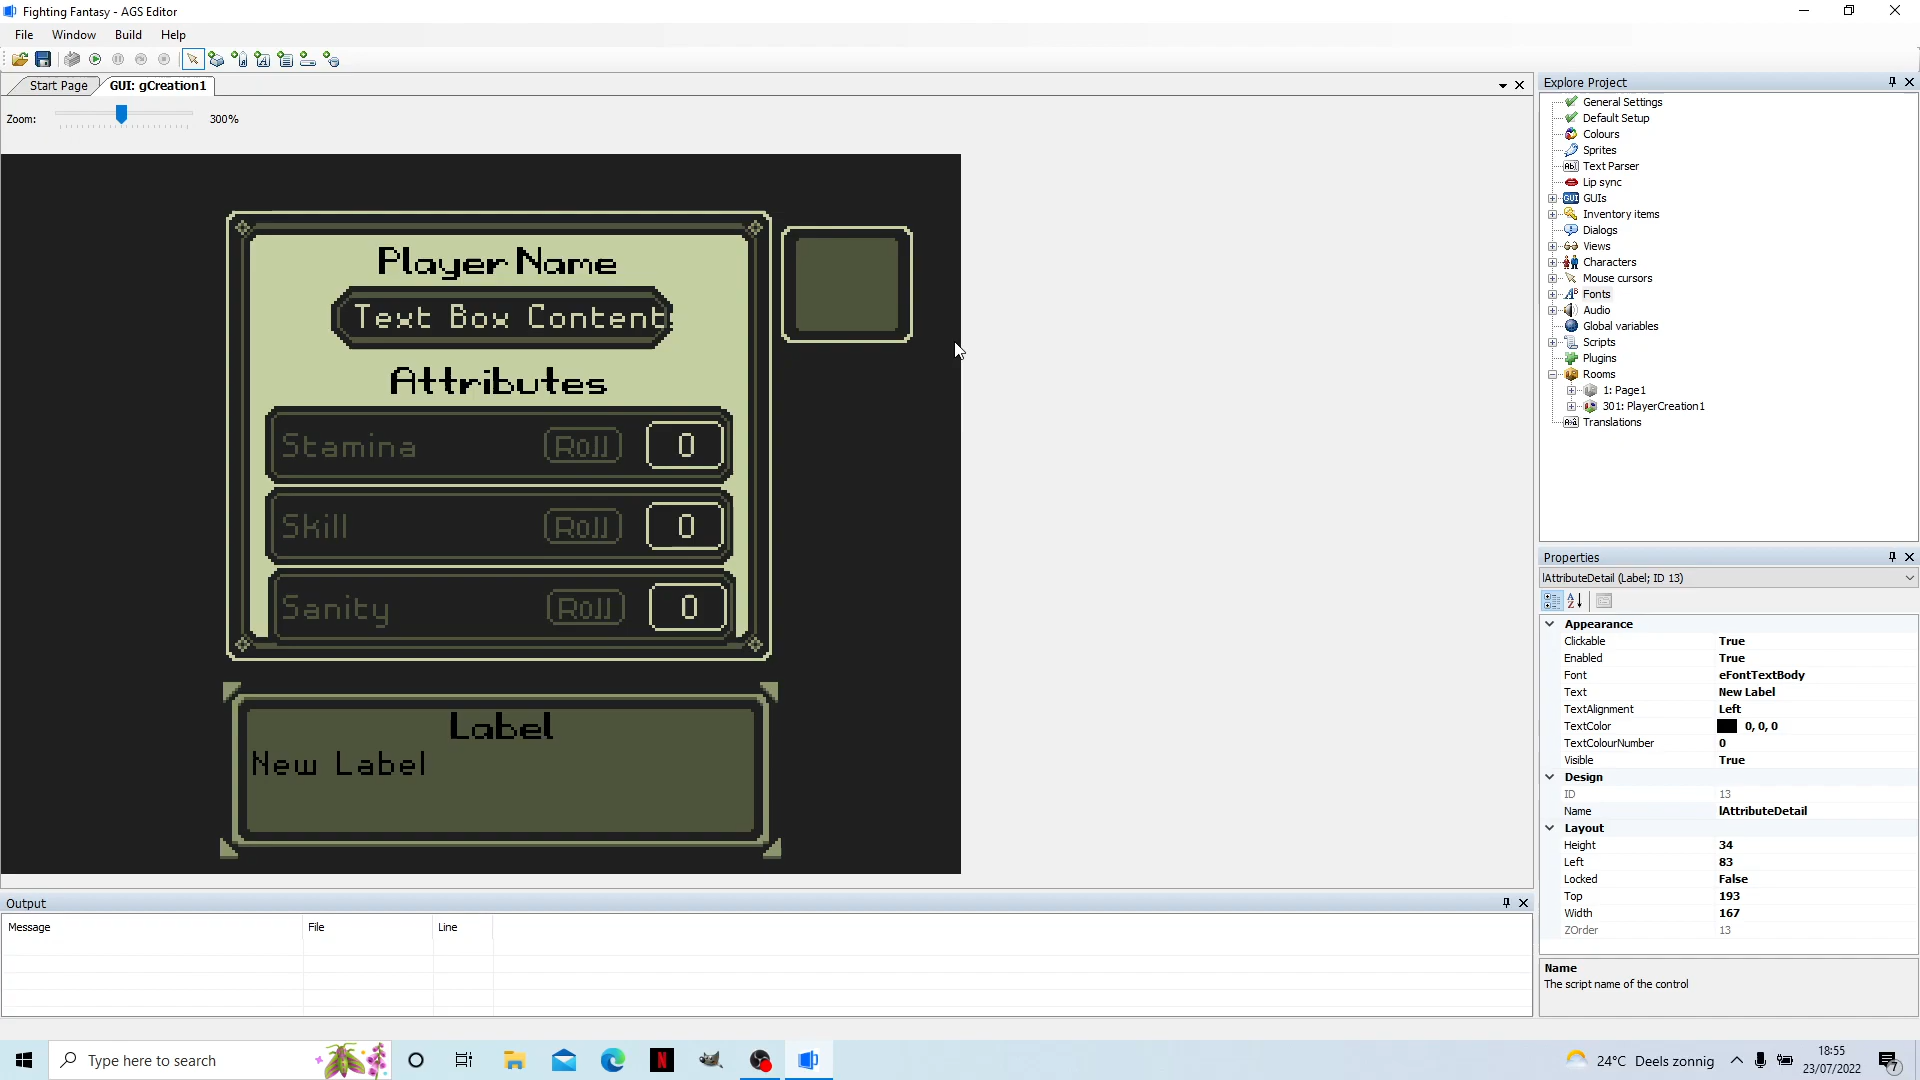 Fighting Fantasy - AGS Editor
File Window Build Help
Start Page GUI: gCreation1
Zoom: 300%
Player Name
Text Box Content
Attributes
Stamina Roll 0
Skill Roll 0
Sanity Roll 0
Label
New Label
Explore Project
General Settings
Default Setup
Colours
Sprites
Text Parser
Lip sync
GUIs
Inventory items
Dialogs
Views
Characters
Mouse cursors
Fonts
Audio
Global variables
Scripts
Plugins
Rooms
1: Page1
301: PlayerCreation1
Translations
Properties
lAttributeDetail (Label; ID 13)
Appearance
Clickable True
Enabled True
Font eFontTextBody
Text New Label
TextAlignment Left
TextColor 0, 0, 0
TextColourNumber 0
Visible True
Design
ID 13
Name lAttributeDetail
Layout
Height 34
Left 83
Locked False
Top 193
Width 167
ZOrder 13
Name
The script name of the control
Output
Message File Line
Type here to search
24°C Deels zonnig
18:55
23/07/2022
7